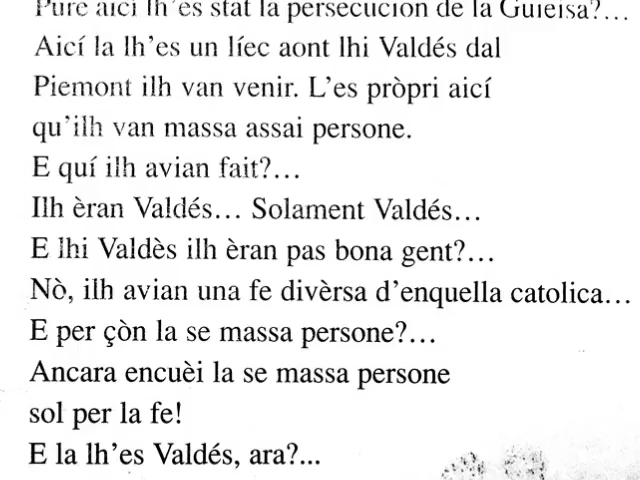 Pure aicí lh'es stat la persecucion de la Guieisa?...
Aicí la lh'es un líec aont lhi Valdés dal
Piemont ilh van venir. L'es pròpri aicí
qu'ilh van massa assai persone.
E quí ilh avian fait?...
Ilh èran Valdés... Solament Valdés...
E lhi Valdès ilh èran pas bona gent?...
Nò, ilh avian una fe divèrsa d'enquella catolica...
E per çòn la se massa persone?...
Ancara encuèi la se massa persone
sol per la fe!
E la lh'es Valdés, ara?...